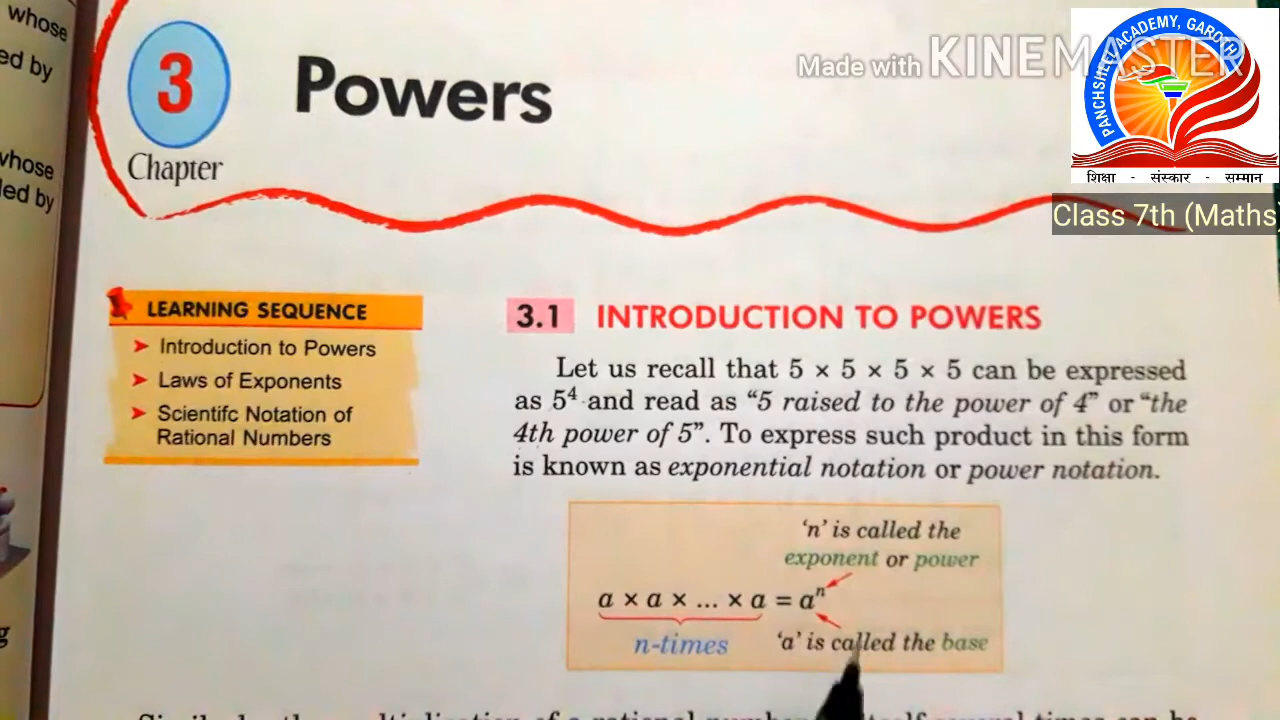 whose
ed by
whose
led by
3
Chapter
Powers
Made with KINEMASTER
PANCHSHEEL ACADEMY, GAROTH
शिक्षा - संस्कार - सम्मान
Class 7th (Maths)
LEARNING SEQUENCE
➤ Introduction to Powers
➤ Laws of Exponents
➤ Scientifc Notation of
Rational Numbers
3.1 INTRODUCTION TO POWERS
Let us recall that 5 × 5 × 5 × 5 can be expressed
as 5⁴ and read as “5 raised to the power of 4” or “the
4th power of 5”. To express such product in this form
is known as exponential notation or power notation.
‘n’ is called the
exponent or power
a × a × ... × a = aⁿ
n-times
‘a’ is called the base